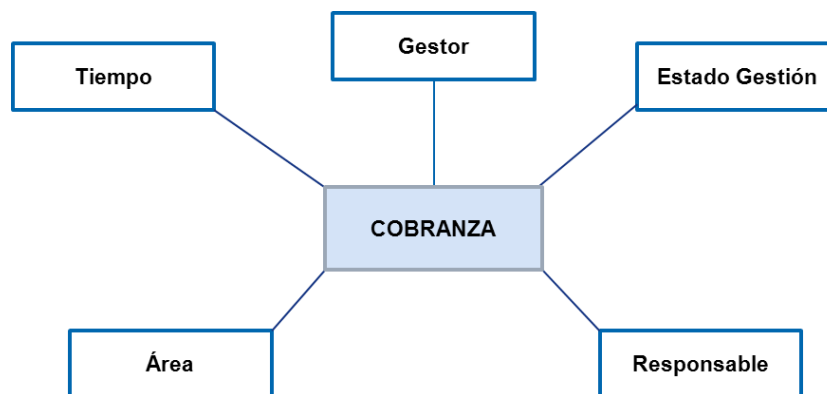 Gestor
Tiempo
Estado Gestión
COBRANZA
Área
Responsable